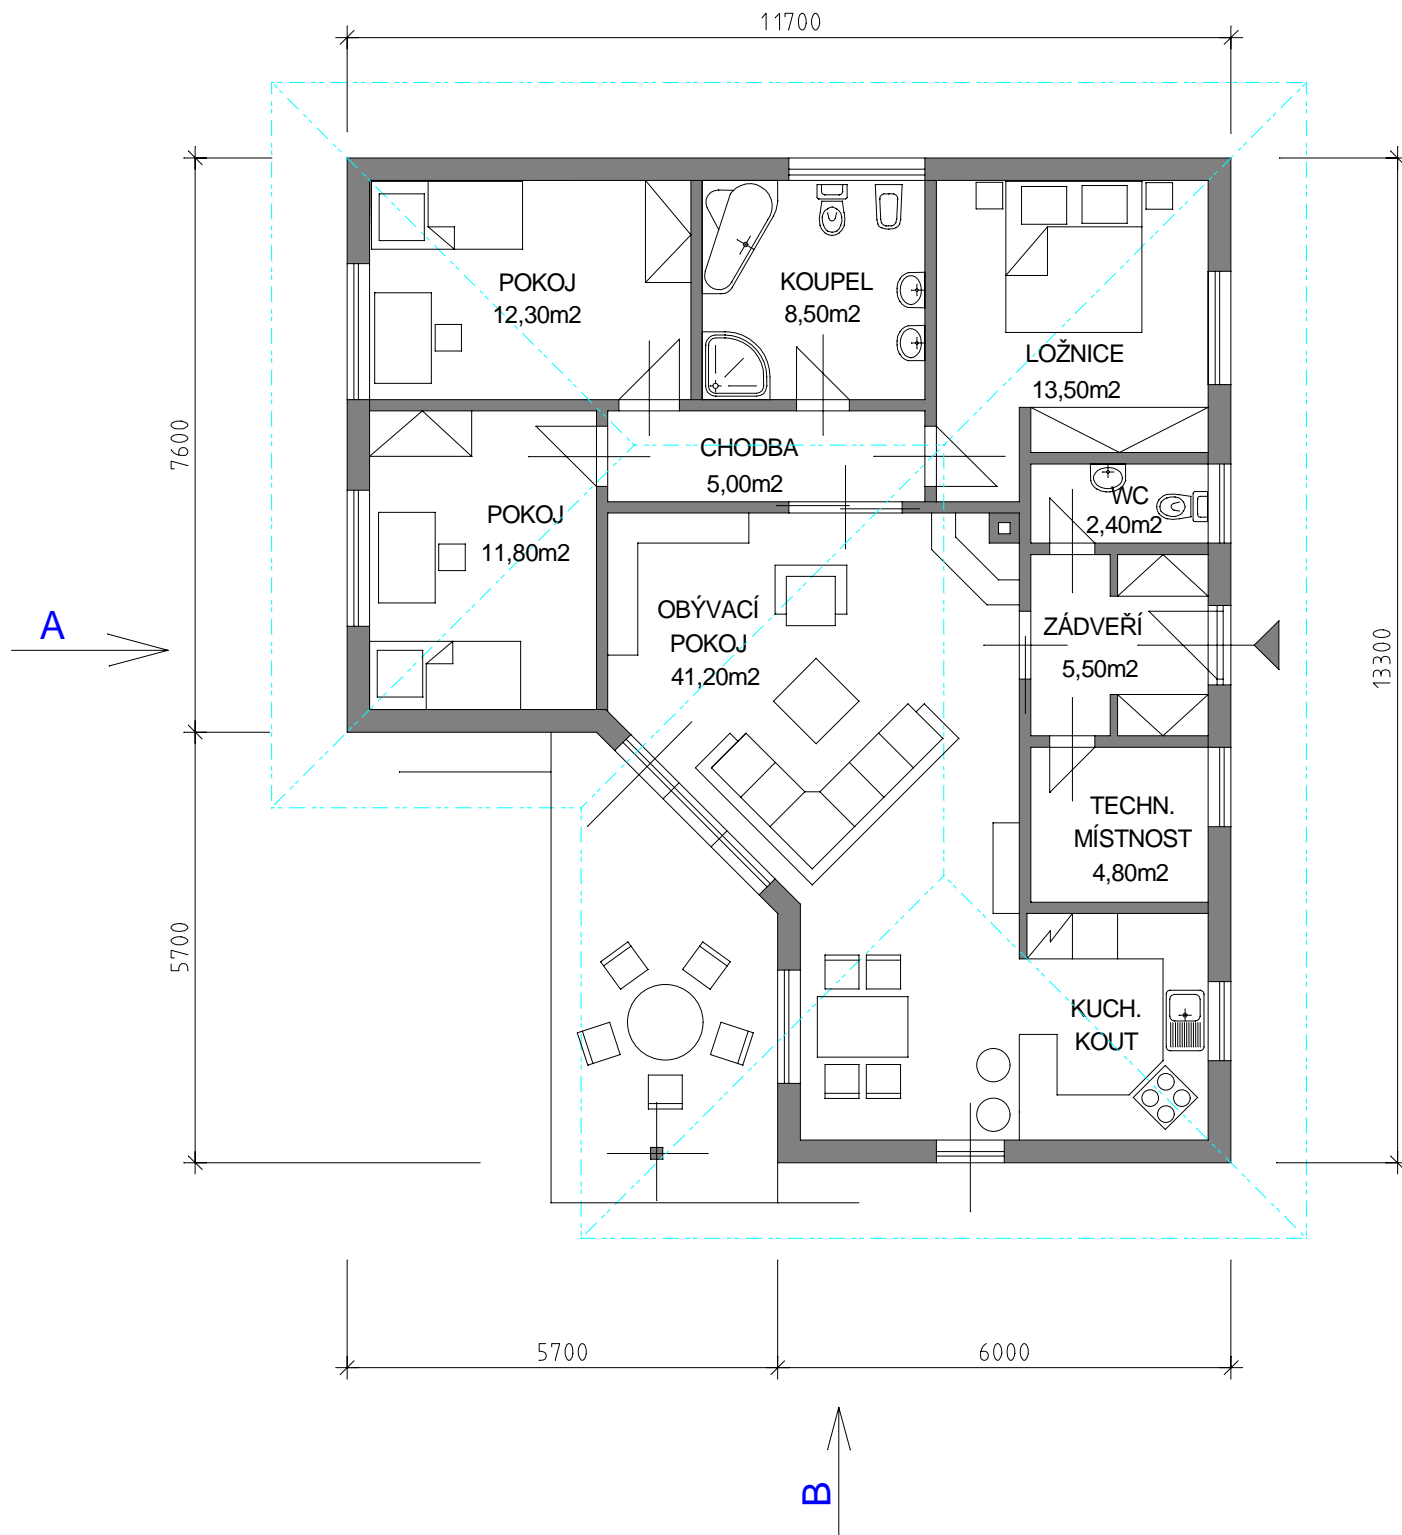 11700
POKOJ
12,30m2
KOUPEL
8,50m2
LOŽNICE
13,50m2
7600
CHODBA
5,00m2
WC
2,40m2
POKOJ
11,80m2
OBÝVACÍ
POKOJ
41,20m2
ZÁDVEŘÍ
5,50m2
A
13300
TECHN.
MÍSTNOST
4,80m2
5700
KUCH.
KOUT
5700
6000
B